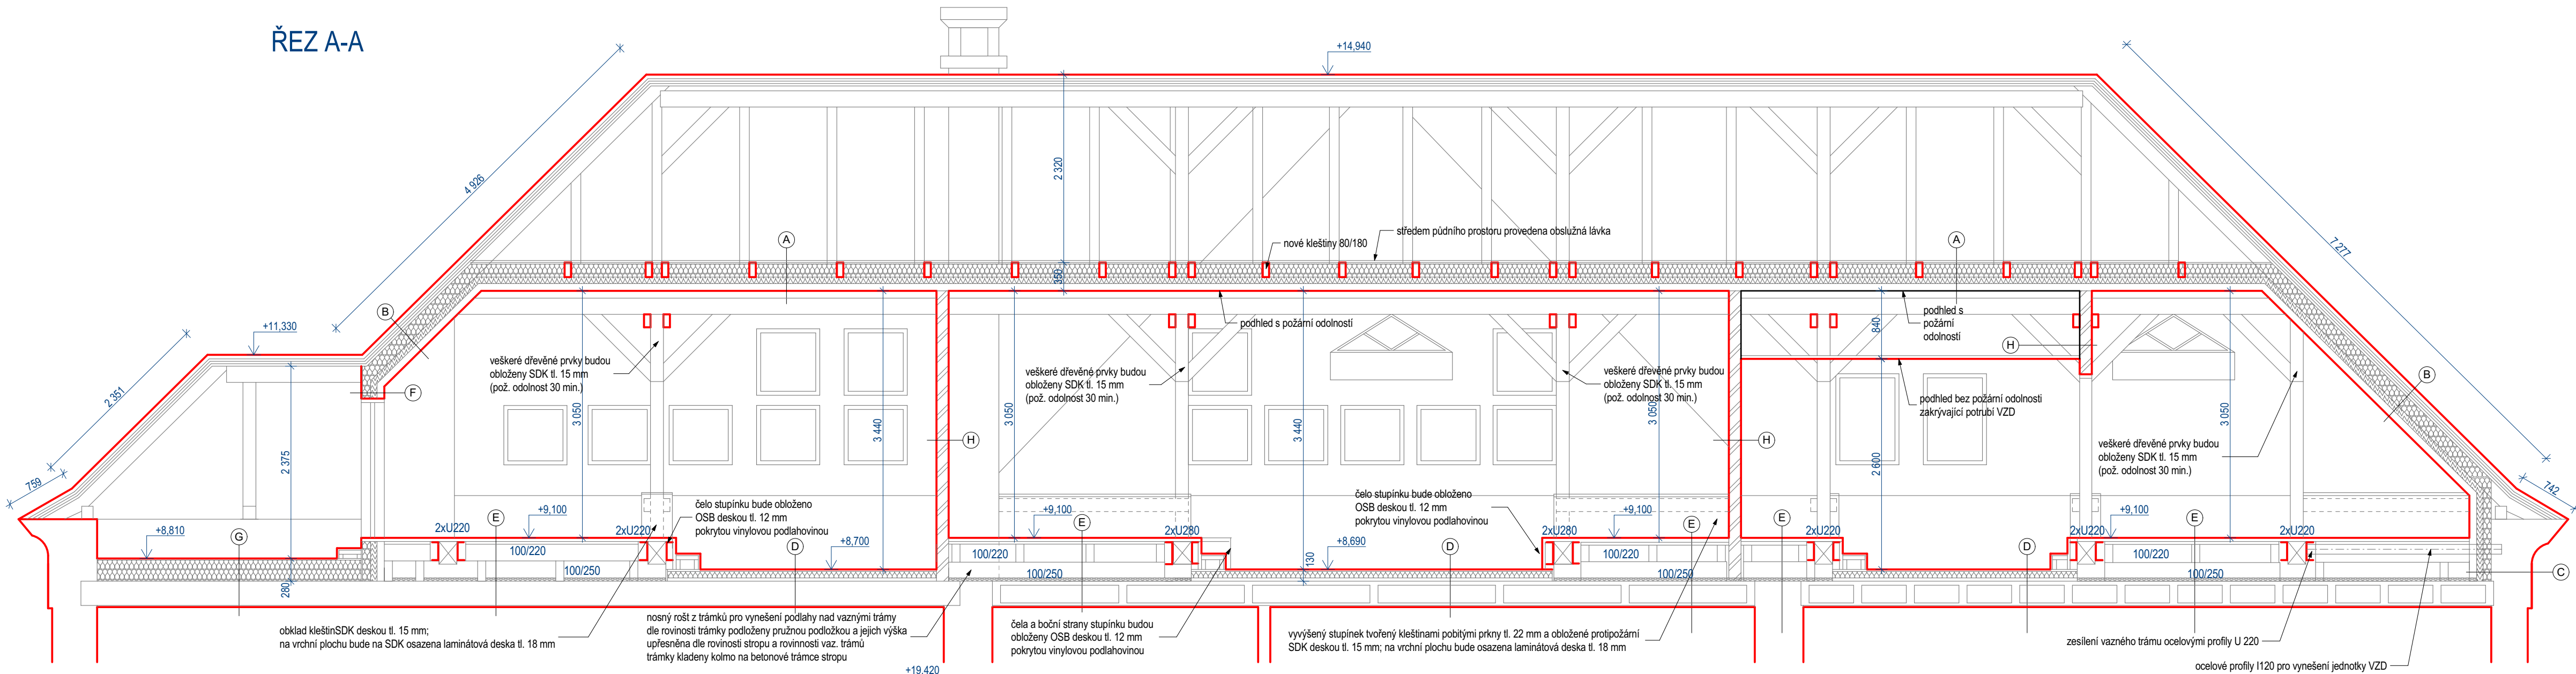 ŘEZ A-A
+14,940
4 926
2 320
7 277
středem půdního prostoru provedena obslužná lávka
nové kleštiny 80/180
A
A
350
B
+11,330
podhled s požární odolností
podhled s
požární
odolností
840
H
F
2 351
veškeré dřevěné prvky budou
obloženy SDK tl. 15 mm
(pož. odolnost 30 min.)
3 050
3 440
veškeré dřevěné prvky budou
obloženy SDK tl. 15 mm
(pož. odolnost 30 min.)
3 050
3 440
veškeré dřevěné prvky budou
obloženy SDK tl. 15 mm
(pož. odolnost 30 min.)
3 050
podhled bez požární odolnosti
zakrývající potrubí VZD
B
3 050
veškeré dřevěné prvky budou
obloženy SDK tl. 15 mm
(pož. odolnost 30 min.)
H
H
2 375
2 600
759
742
čelo stupínku bude obloženo
OSB deskou tl. 12 mm
pokrytou vinylovou podlahovinou
čelo stupínku bude obloženo
OSB deskou tl. 12 mm
pokrytou vinylovou podlahovinou
+8,810
G
E
+9,100
2xU220
2xU220
100/220
100/250
D
+8,700
+9,100
E
2xU280
100/220
100/250
+8,690
130
D
2xU280
+9,100
100/220
100/250
E
E
2xU220
D
2xU220
+9,100
E
2xU220
100/220
100/250
C
280
obklad kleštinSDK deskou tl. 15 mm;
na vrchní plochu bude na SDK osazena laminátová deska tl. 18 mm
nosný rošt z trámků pro vynešení podlahy nad vaznými trámy
dle rovinosti trámky podloženy pružnou podložkou a jejich výška
upřesněna dle rovinosti stropu a rovinnosti vaz. trámů
trámky kladeny kolmo na betonové trámce stropu
čela a boční strany stupínku budou
obloženy OSB deskou tl. 12 mm
pokrytou vinylovou podlahovinou
vyvýšený stupínek tvořený kleštinami pobitými prkny tl. 22 mm a obložené protipožární
SDK deskou tl. 15 mm; na vrchní plochu bude osazena laminátová deska tl. 18 mm
zesílení vazného trámu ocelovými profily U 220
ocelové profily I120 pro vynešení jednotky VZD
+19,420